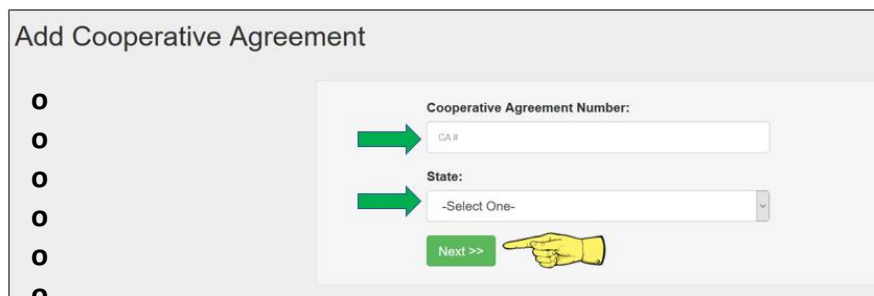 Add Cooperative Agreement
o
o
o
o
o
o
Cooperative Agreement Number:
CA #
State:
-Select One-
Next >>